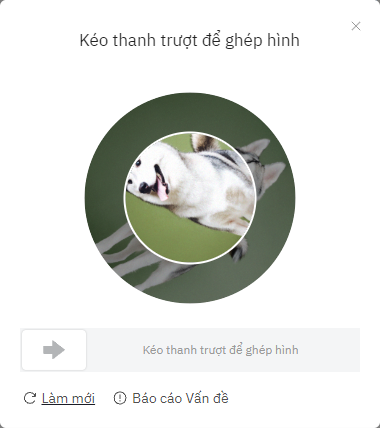 Kéo thanh trượt để ghép hình
Kéo thanh trượt để ghép hình
Làm mới
Báo cáo Vấn đề